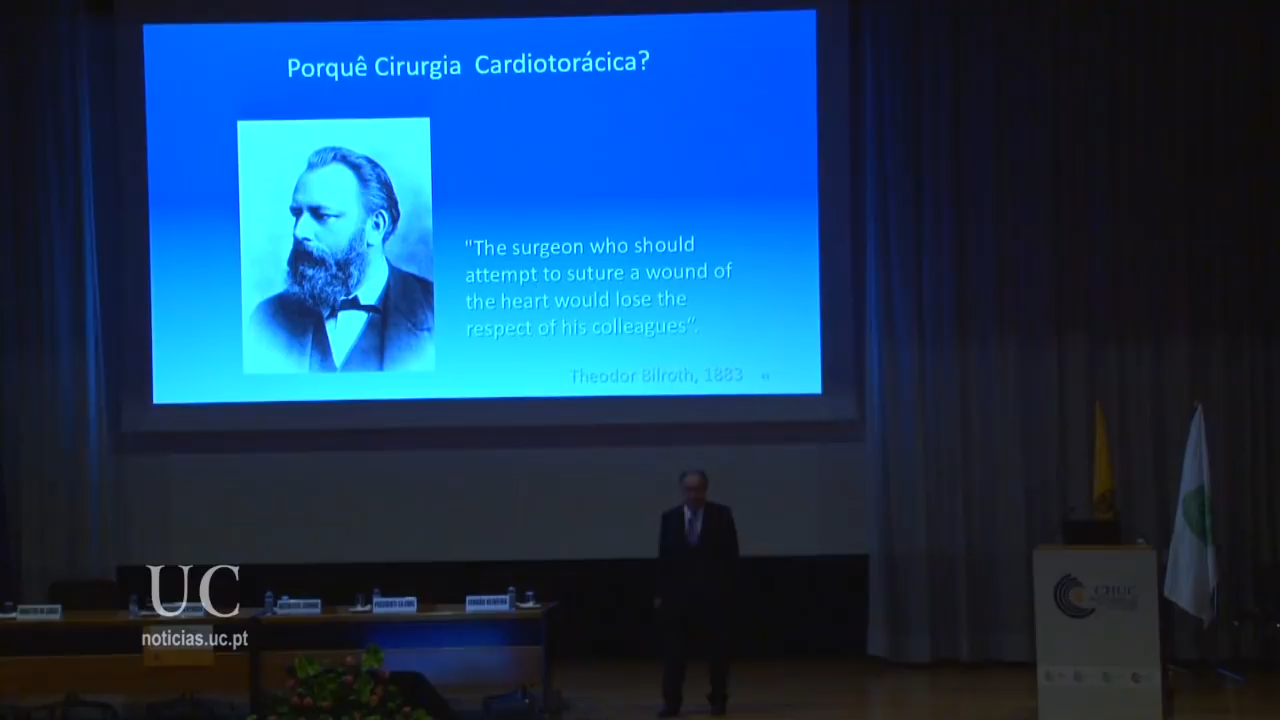 Porquê Cirurgia Cardiotorácica?
"The surgeon who should
attempt to suture a wound of
the heart would lose the
respect of his colleagues".
Theodor Bilroth, 1883
UC
noticias.uc.pt
CHUC